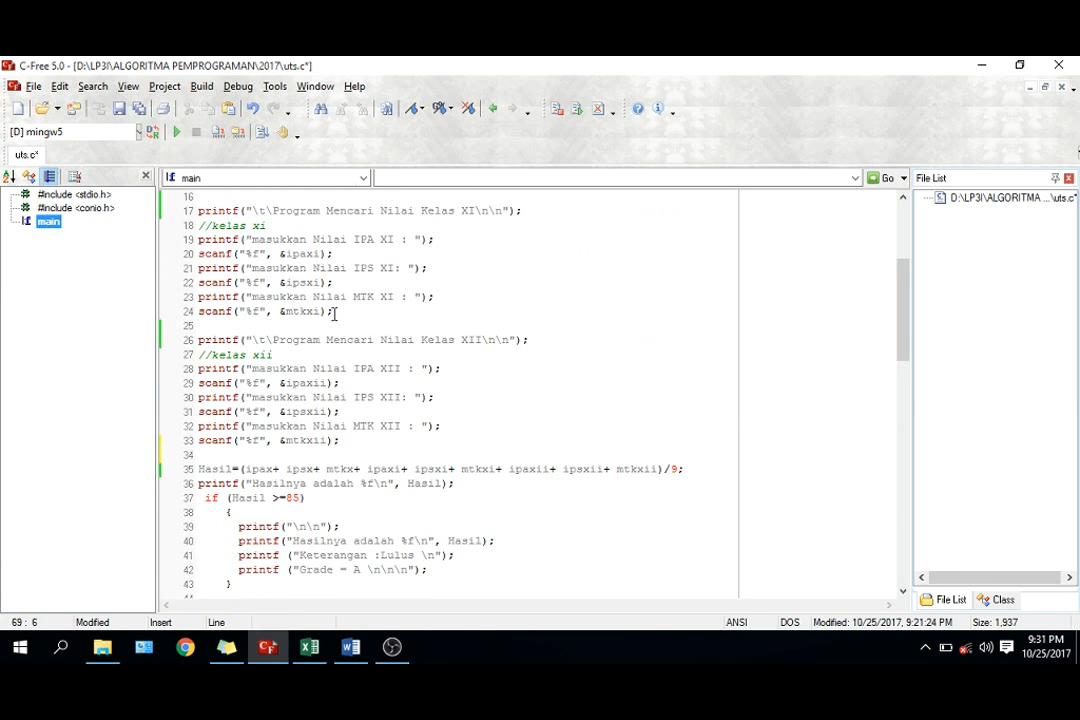 C-Free 5.0 - [D:\LP3I\ALGORITMA PEMPROGRAMAN\2017\uts.c*]
File Edit Search View Project Build Debug Tools Window Help
[D] mingw5
uts.c*
main
Go
File List
#include <stdio.h>
#include <conio.h>
main
D:\LP3I\ALGORITMA ...\uts.c*
16
17 printf("\t\Program Mencari Nilai Kelas XI\n\n");
18 //kelas xi
19 printf("masukkan Nilai IPA XI : ");
20 scanf("%f", &ipaxi);
21 printf("masukkan Nilai IPS XI: ");
22 scanf("%f", &ipsxi);
23 printf("masukkan Nilai MTK XI : ");
24 scanf("%f", &mtkxi);
25
26 printf("\t\Program Mencari Nilai Kelas XII\n\n");
27 //kelas xii
28 printf("masukkan Nilai IPA XII : ");
29 scanf("%f", &ipaxii);
30 printf("masukkan Nilai IPS XII: ");
31 scanf("%f", &ipsxii);
32 printf("masukkan Nilai MTK XII : ");
33 scanf("%f", &mtkxii);
34
35 Hasil=(ipax+ ipsx+ mtkx+ ipaxi+ ipsxi+ mtkxi+ ipaxii+ ipsxii+ mtkxii)/9;
36 printf("Hasilnya adalah %f\n", Hasil);
37 if (Hasil >=85)
38 {
39 printf("\n\n");
40 printf("Hasilnya adalah %f\n", Hasil);
41 printf ("Keterangan :Lulus \n");
42 printf ("Grade = A \n\n\n");
43 }
File List Class
69 : 6 Modified Insert Line ANSI DOS Modified: 10/25/2017, 9:21:24 PM Size: 1,937
9:31 PM
10/25/2017